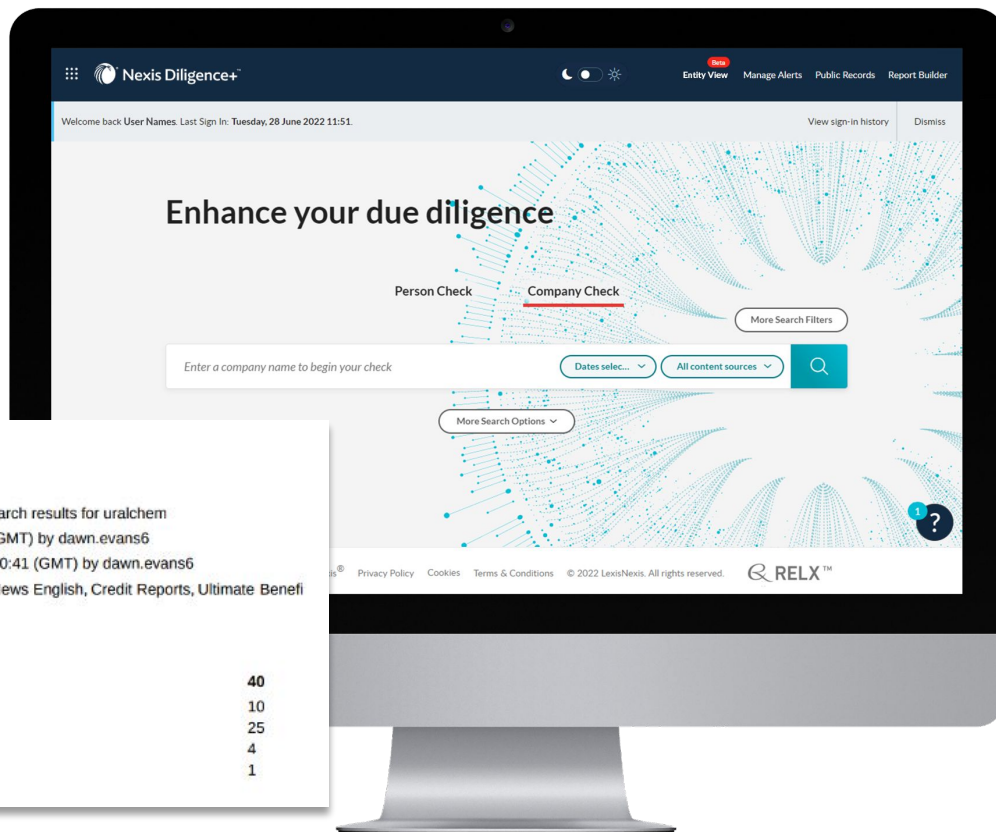 Nexis Diligence+™
Beta
Entity View Manage Alerts Public Records Report Builder
Welcome back User Names. Last Sign In: Tuesday, 28 June 2022 11:51.
View sign-in history Dismiss
Enhance your due diligence
Person Check Company Check
More Search Filters
Enter a company name to begin your check
Dates selec... All content sources
More Search Options
1
?
Privacy Policy Cookies Terms & Conditions © 2022 LexisNexis. All rights reserved. RELX™
results for uralchem
(GMT) by dawn.evans6
0:41 (GMT) by dawn.evans6
English, Credit Reports, Ultimate
40
10
25
4
1